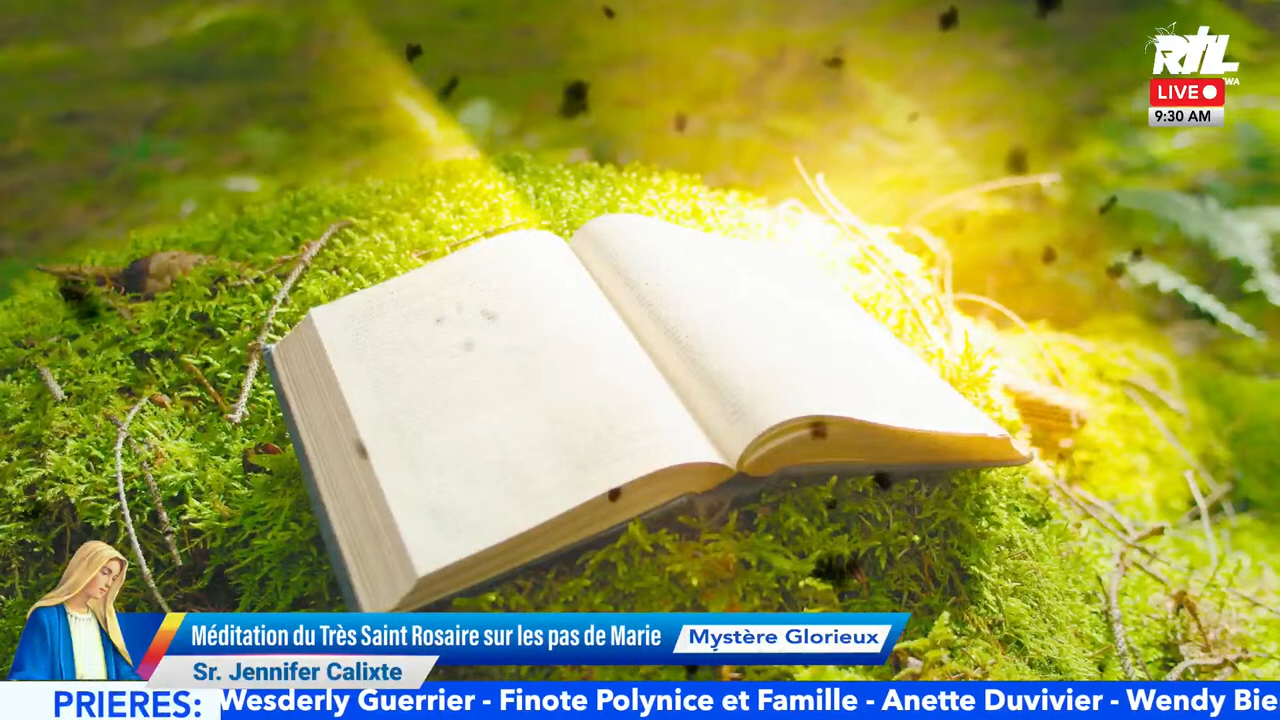 RTL
LIVE
9:30 AM
Méditation du Très Saint Rosaire sur les pas de Marie
Mystère Glorieux
Sr. Jennifer Calixte
PRIERES:
Wesderly Guerrier - Finote Polynice et Famille - Anette Duvivier - Wendy Bie